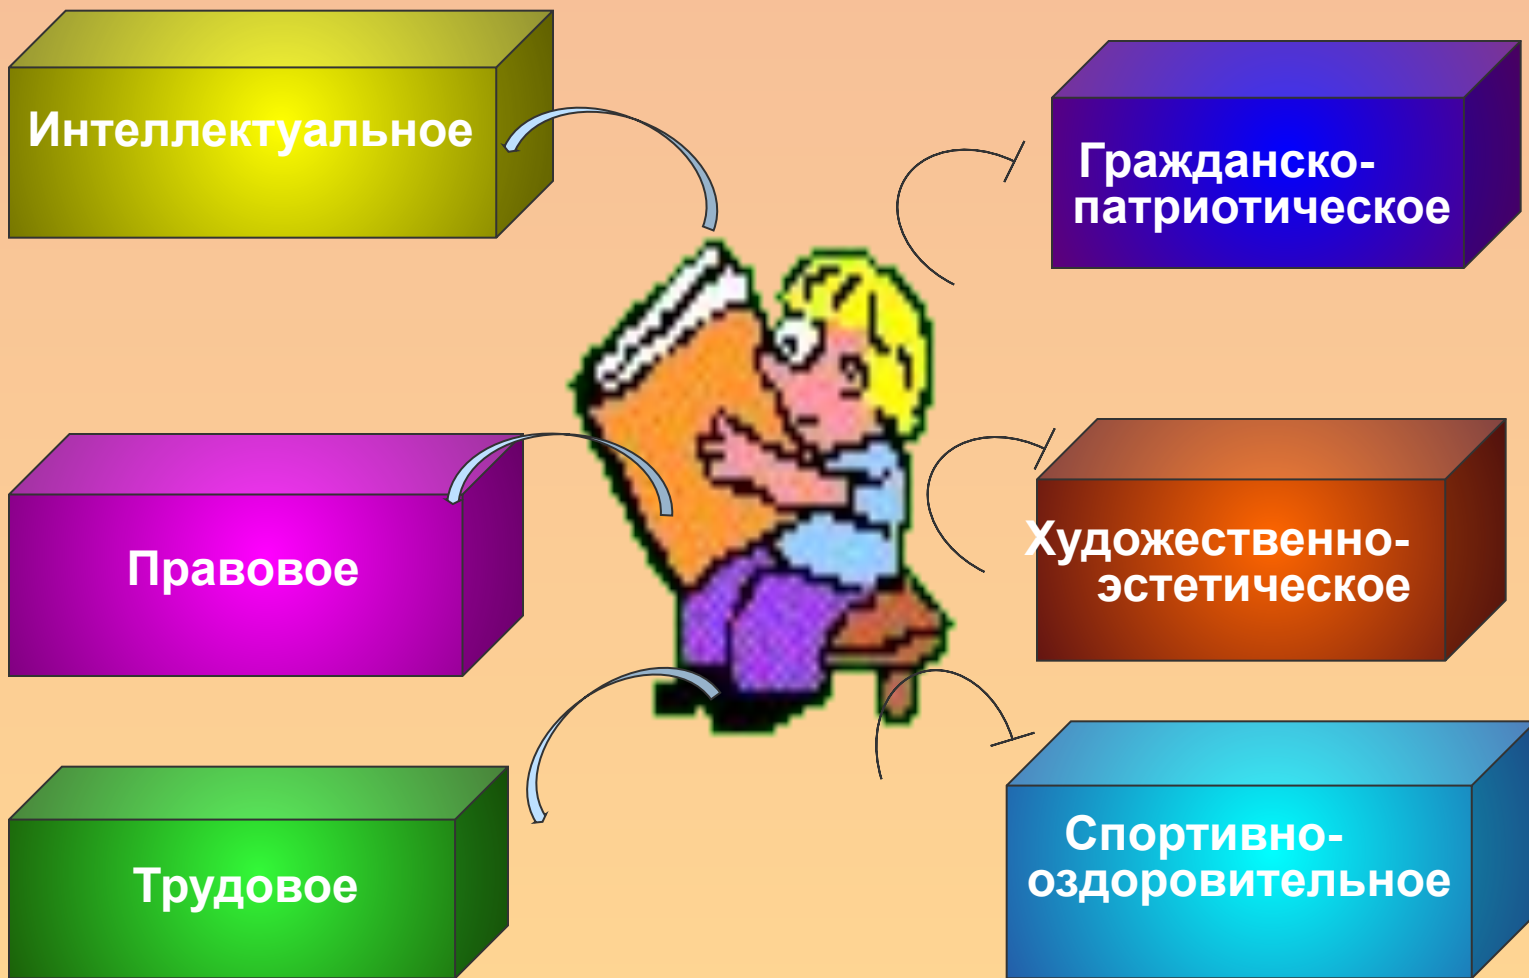 Интеллектуальное
Гражданско-
патриотическое
Правовое
Художественно-
эстетическое
Трудовое
Спортивно-
оздоровительное